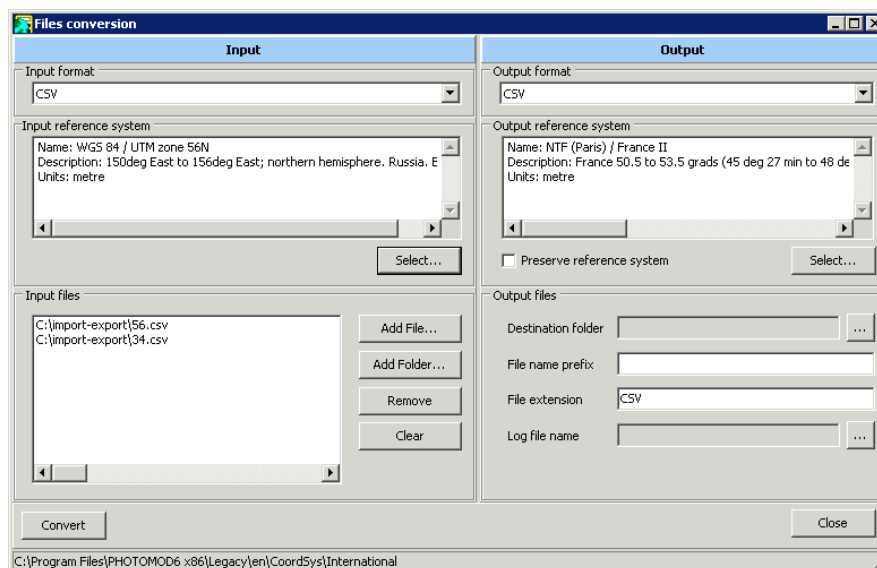 Files conversion
Input
Input format
CSV
Input reference system
Name: WGS 84 / UTM zone 56N
Description: 150deg East to 156deg East; northern hemisphere. Russia. E
Units: metre
Select...
Input files
C:\import-export\56.csv
C:\import-export\34.csv
Add File...
Add Folder...
Remove
Clear
Convert
Output
Output format
CSV
Output reference system
Name: NTF (Paris) / France II
Description: France 50.5 to 53.5 grads (45 deg 27 min to 48 de
Units: metre
Preserve reference system
Select...
Output files
Destination folder
...
File name prefix
File extension
CSV
Log file name
...
Close
C:\Program Files\PHOTOMOD6 x86\Legacy\en\CoordSys\International